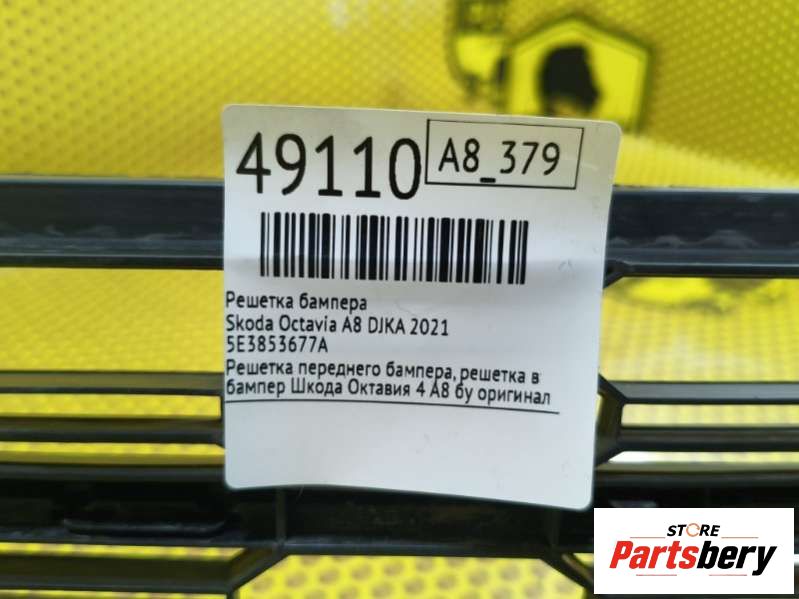 49110
A8_379
Решетка бампера
Skoda Octavia A8 DJKA 2021
5E3853677A
Решетка переднего бампера, решетка в
бампер Шкода Октавия 4 А8 бу оригинал
STORE
Partsbery